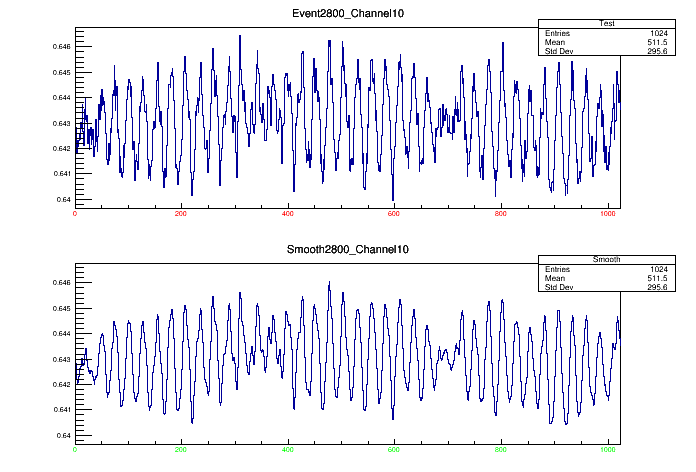 Event2800_Channel10
Test
Entries 1024
Mean 511.5
Std Dev 295.6
0.646
0.645
0.644
0.643
0.642
0.641
0.64
0 200 400 600 800 1000
Smooth2800_Channel10
Smooth
Entries 1024
Mean 511.5
Std Dev 295.6
0.646
0.645
0.644
0.643
0.642
0.641
0.64
0 200 400 600 800 1000